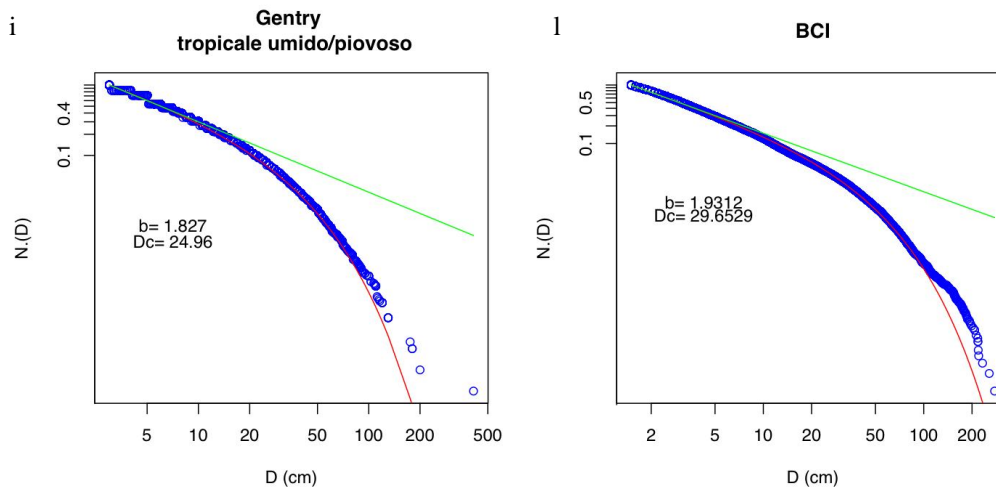 i
Gentry
tropicale umido/piovoso
N.(D)
0.4
0.1
b= 1.827
Dc= 24.96
5 10 20 50 100 200 500
D (cm)
l
BCI
N.(D)
0.5
0.1
b= 1.9312
Dc= 29.6529
2 5 10 20 50 100 200
D (cm)